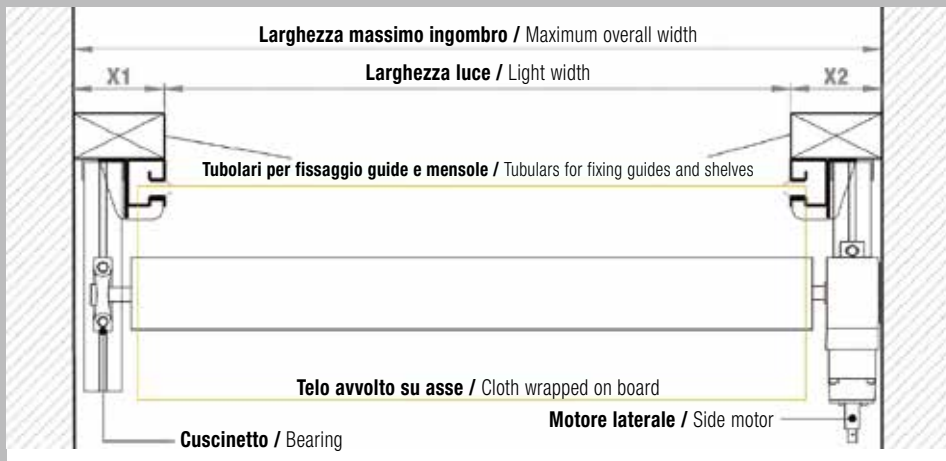 Larghezza massimo ingombro / Maximum overall width
X1
Larghezza luce / Light width
X2
Tubolari per fissaggio guide e mensole / Tubulars for fixing guides and shelves
Telo avvolto su asse / Cloth wrapped on board
Motore laterale / Side motor
Cuscinetto / Bearing